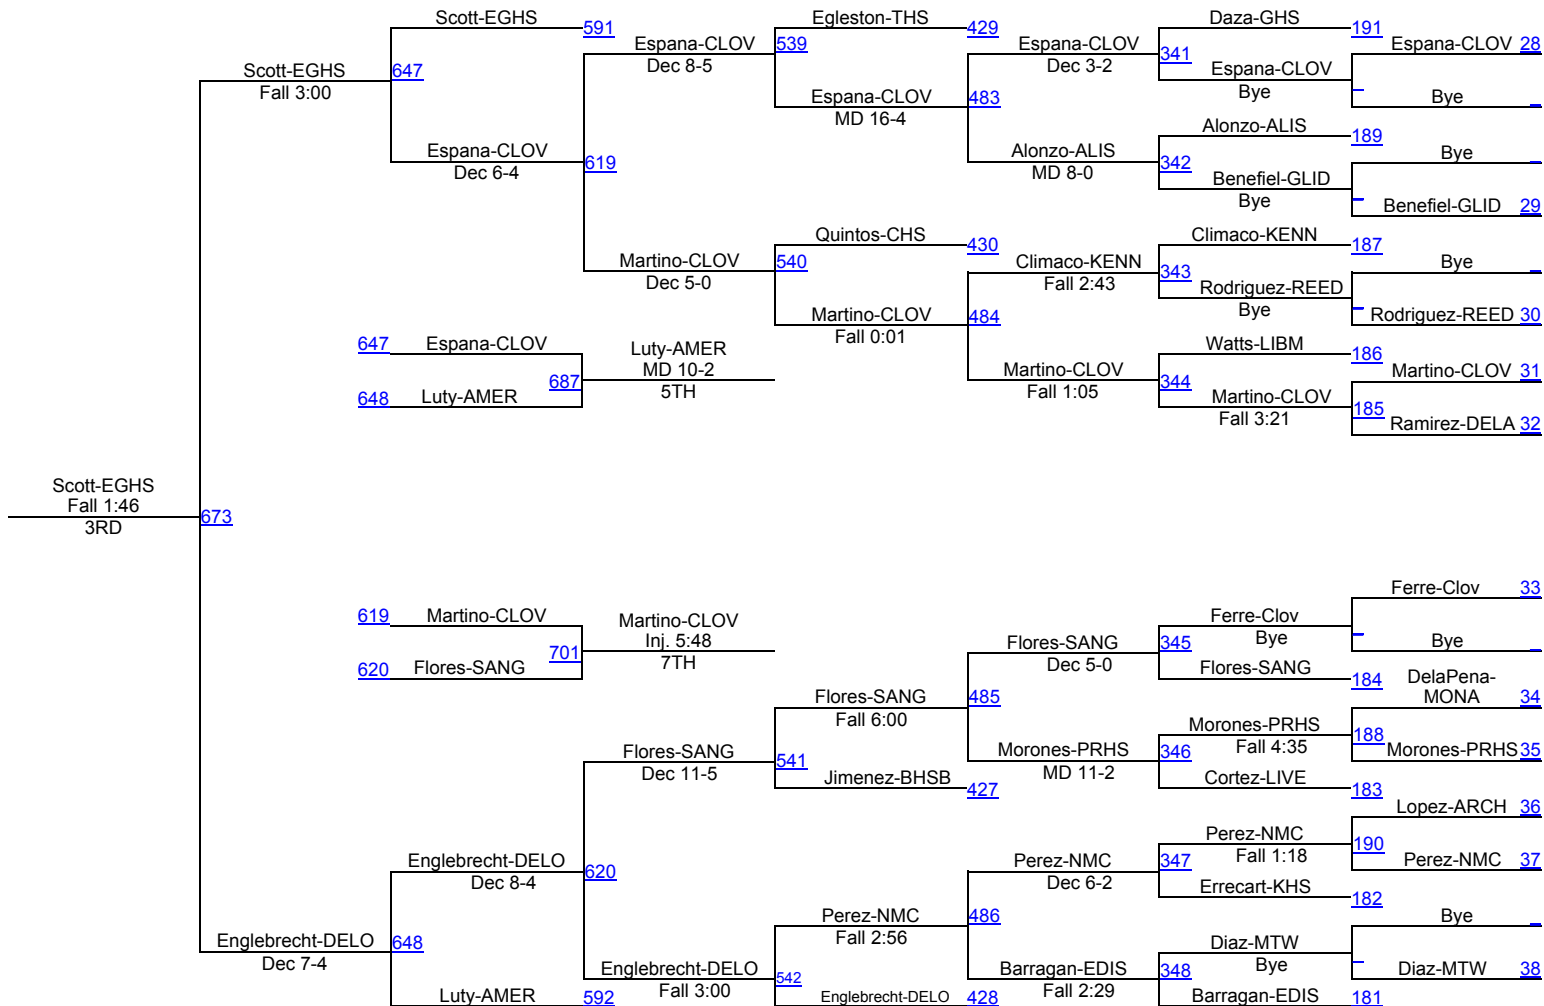 Scott-EGHS
591
Egleston-THS
429
Daza-GHS
191
Espana-CLOV 28
Espana-CLOV
Dec 8-5
539
Espana-CLOV
Dec 3-2
341
Scott-EGHS
Fall 3:00
647
Espana-CLOV
Bye
Bye
Espana-CLOV
MD 16-4
483
Alonzo-ALIS
189
Espana-CLOV
Dec 6-4
619
Alonzo-ALIS
MD 8-0
342
Bye
Benefiel-GLID
Bye
Benefiel-GLID 29
Quintos-CHS
430
Climaco-KENN
187
Martino-CLOV
Dec 5-0
540
Climaco-KENN
Fall 2:43
343
Bye
Rodriguez-REED
Bye
Martino-CLOV
Fall 0:01
484
Rodriguez-REED 30
647 Espana-CLOV
Luty-AMER
MD 10-2
5TH
687
648 Luty-AMER
Watts-LIBM
186
Martino-CLOV
Fall 1:05
344
Martino-CLOV 31
Martino-CLOV
Fall 3:21
185
Ramirez-DELA 32
Scott-EGHS
Fall 1:46
3RD
673
Ferre-Clov 33
619 Martino-CLOV
Martino-CLOV
Inj. 5:48
7TH
701
620 Flores-SANG
Ferre-Clov
Bye
Bye
Flores-SANG
Dec 5-0
345
Flores-SANG
184
DelaPena-
MONA 34
Flores-SANG
Fall 6:00
485
Morones-PRHS
Fall 4:35
188
Morones-PRHS 35
Flores-SANG
Dec 11-5
541
Morones-PRHS
MD 11-2
346
Jimenez-BHSB
427
Cortez-LIVE
183
Lopez-ARCH 36
Englebrecht-DELO
Dec 8-4
620
Perez-NMC
Dec 6-2
347
Perez-NMC
Fall 1:18
190
Perez-NMC 37
Errecart-KHS
182
Perez-NMC
Fall 2:56
486
Bye
Englebrecht-DELO
Dec 7-4
648
Diaz-MTW
Bye
Englebrecht-DELO
Fall 3:00
542
Barragan-EDIS
Fall 2:29
348
Diaz-MTW 38
Luty-AMER
592
Englebrecht-DELO
428
Barragan-EDIS
181